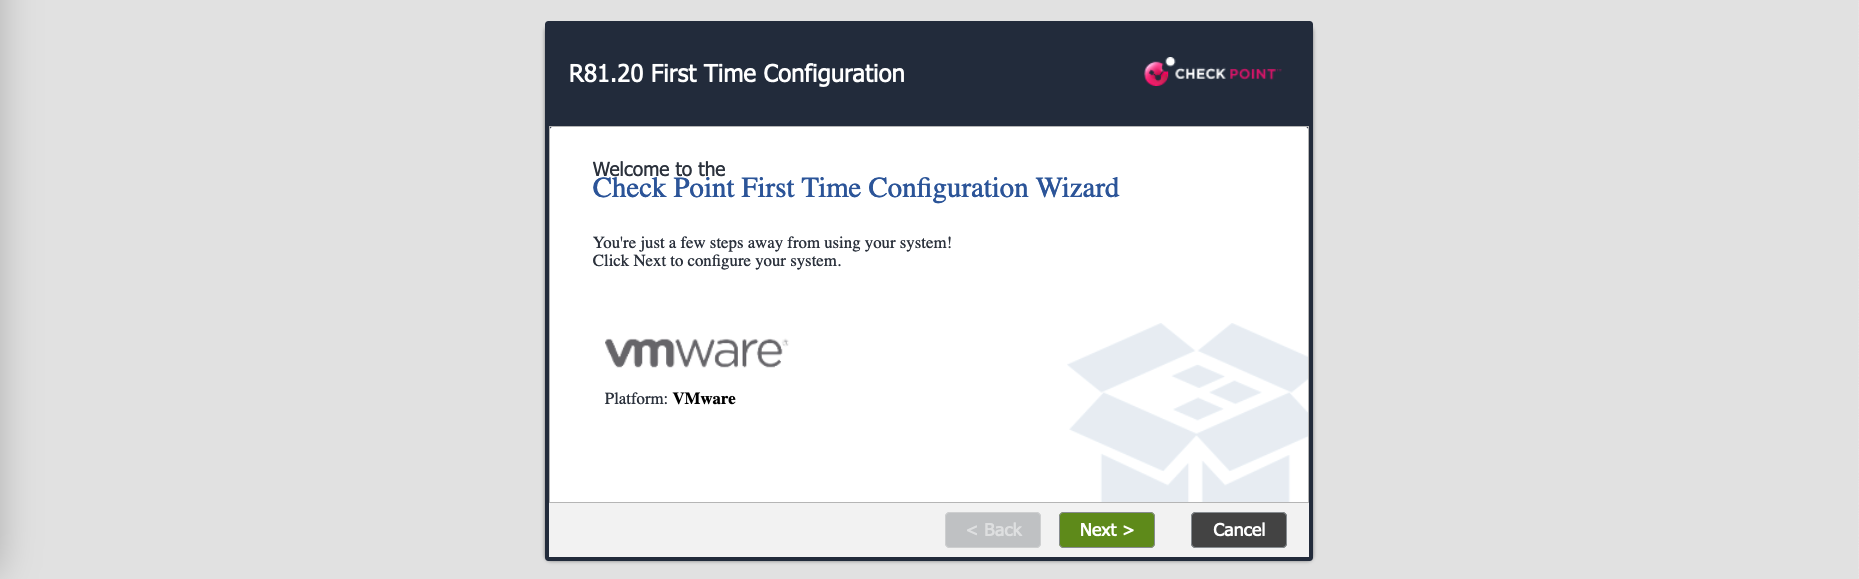 R81.20 First Time Configuration
CHECK POINT
Welcome to the
Check Point First Time Configuration Wizard
You're just a few steps away from using your system!
Click Next to configure your system.
vmware®
Platform: VMware
< Back
Next >
Cancel